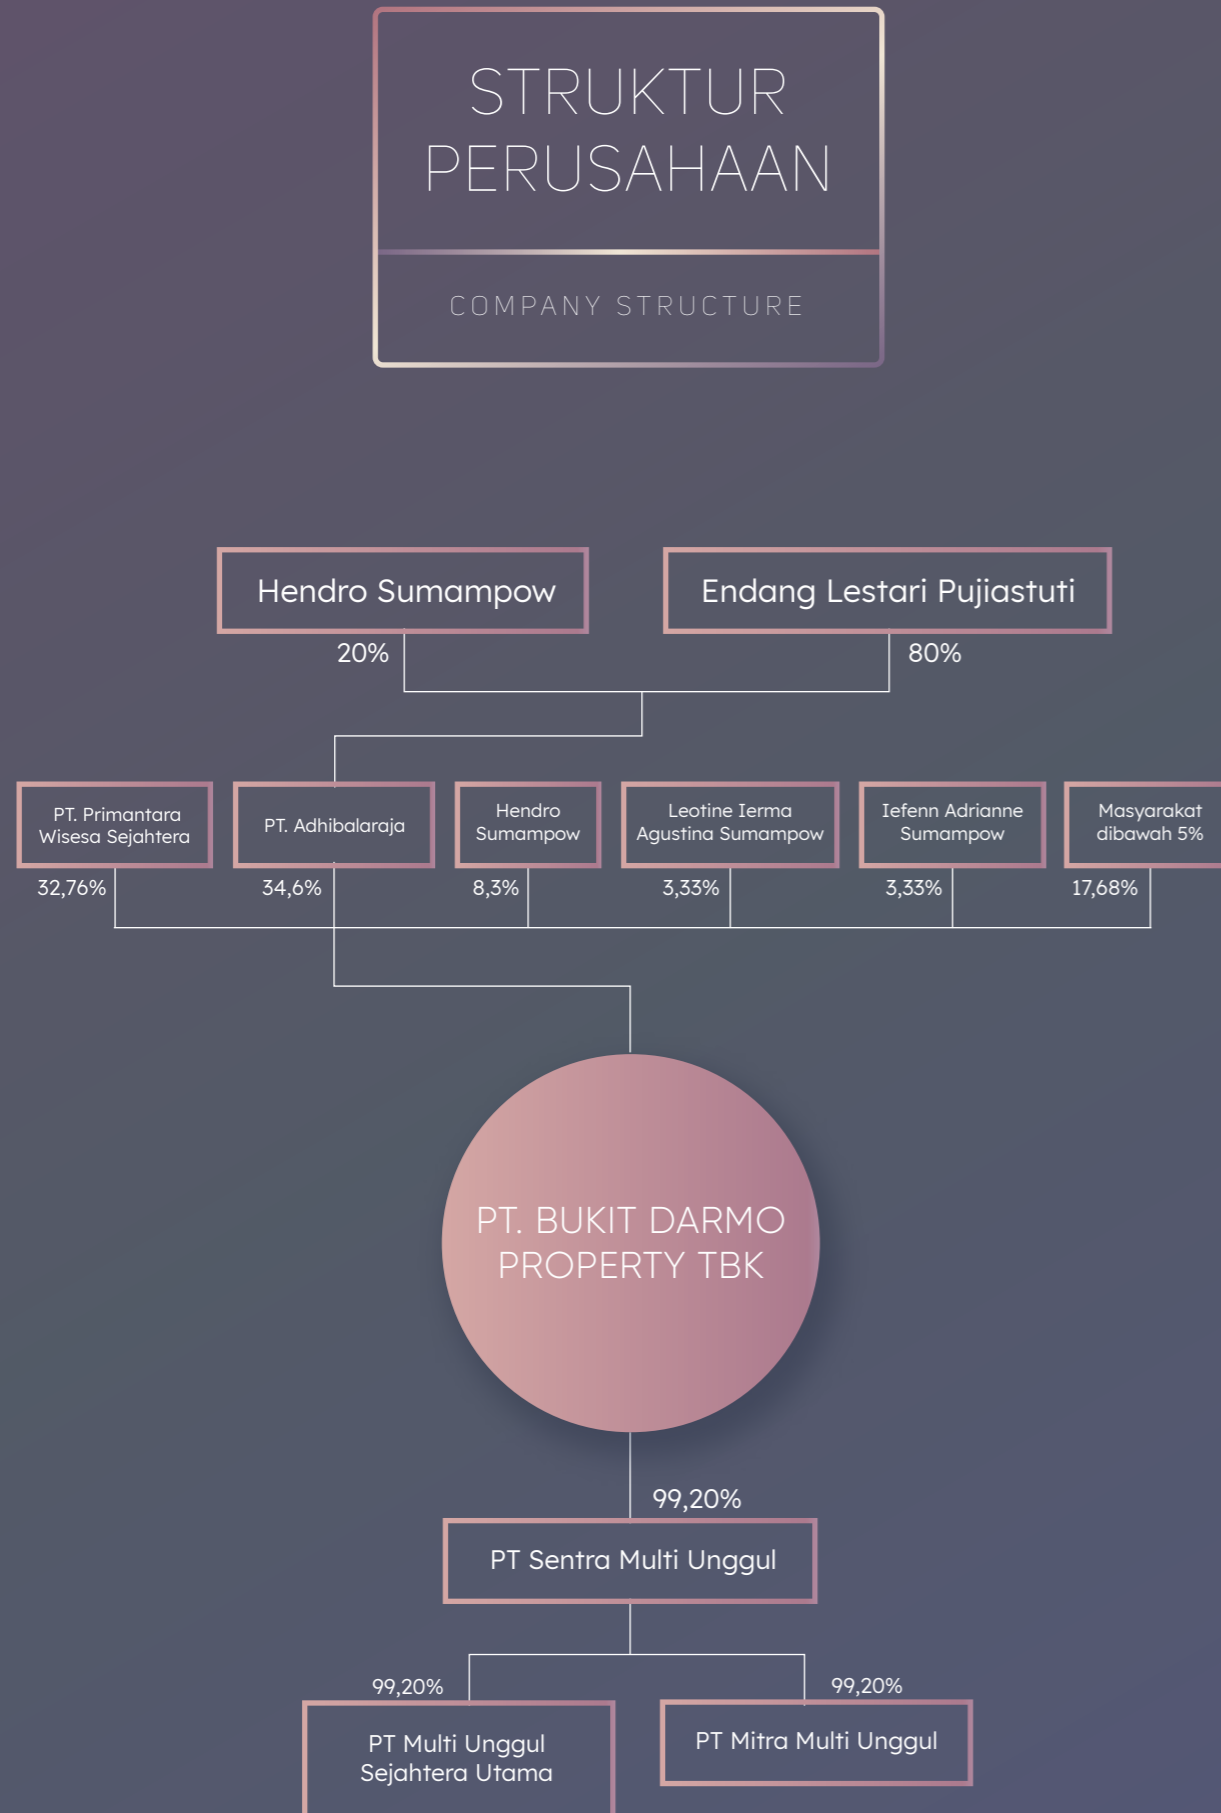 STRUKTUR
PERUSAHAAN
COMPANY STRUCTURE
Hendro Sumampow
Endang Lestari Pujiastuti
20%
80%
PT. Primantara
Wisesa Sejahtera
PT. Adhibalaraja
Hendro
Sumampow
Leotine Ierma
Agustina Sumampow
Iefenn Adrianne
Sumampow
Masyarakat
dibawah 5%
32,76%
34,6%
8,3%
3,33%
3,33%
17,68%
PT. BUKIT DARMO
PROPERTY TBK
99,20%
PT Sentra Multi Unggul
99,20%
99,20%
PT Multi Unggul
Sejahtera Utama
PT Mitra Multi Unggul